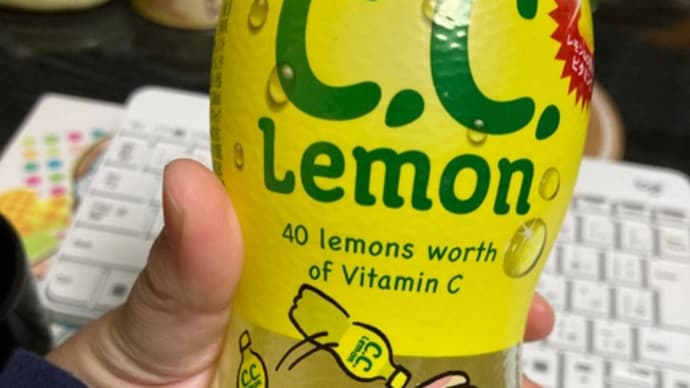 C.C.
Lemon
40 lemons worth
of Vitamin C
C.C.